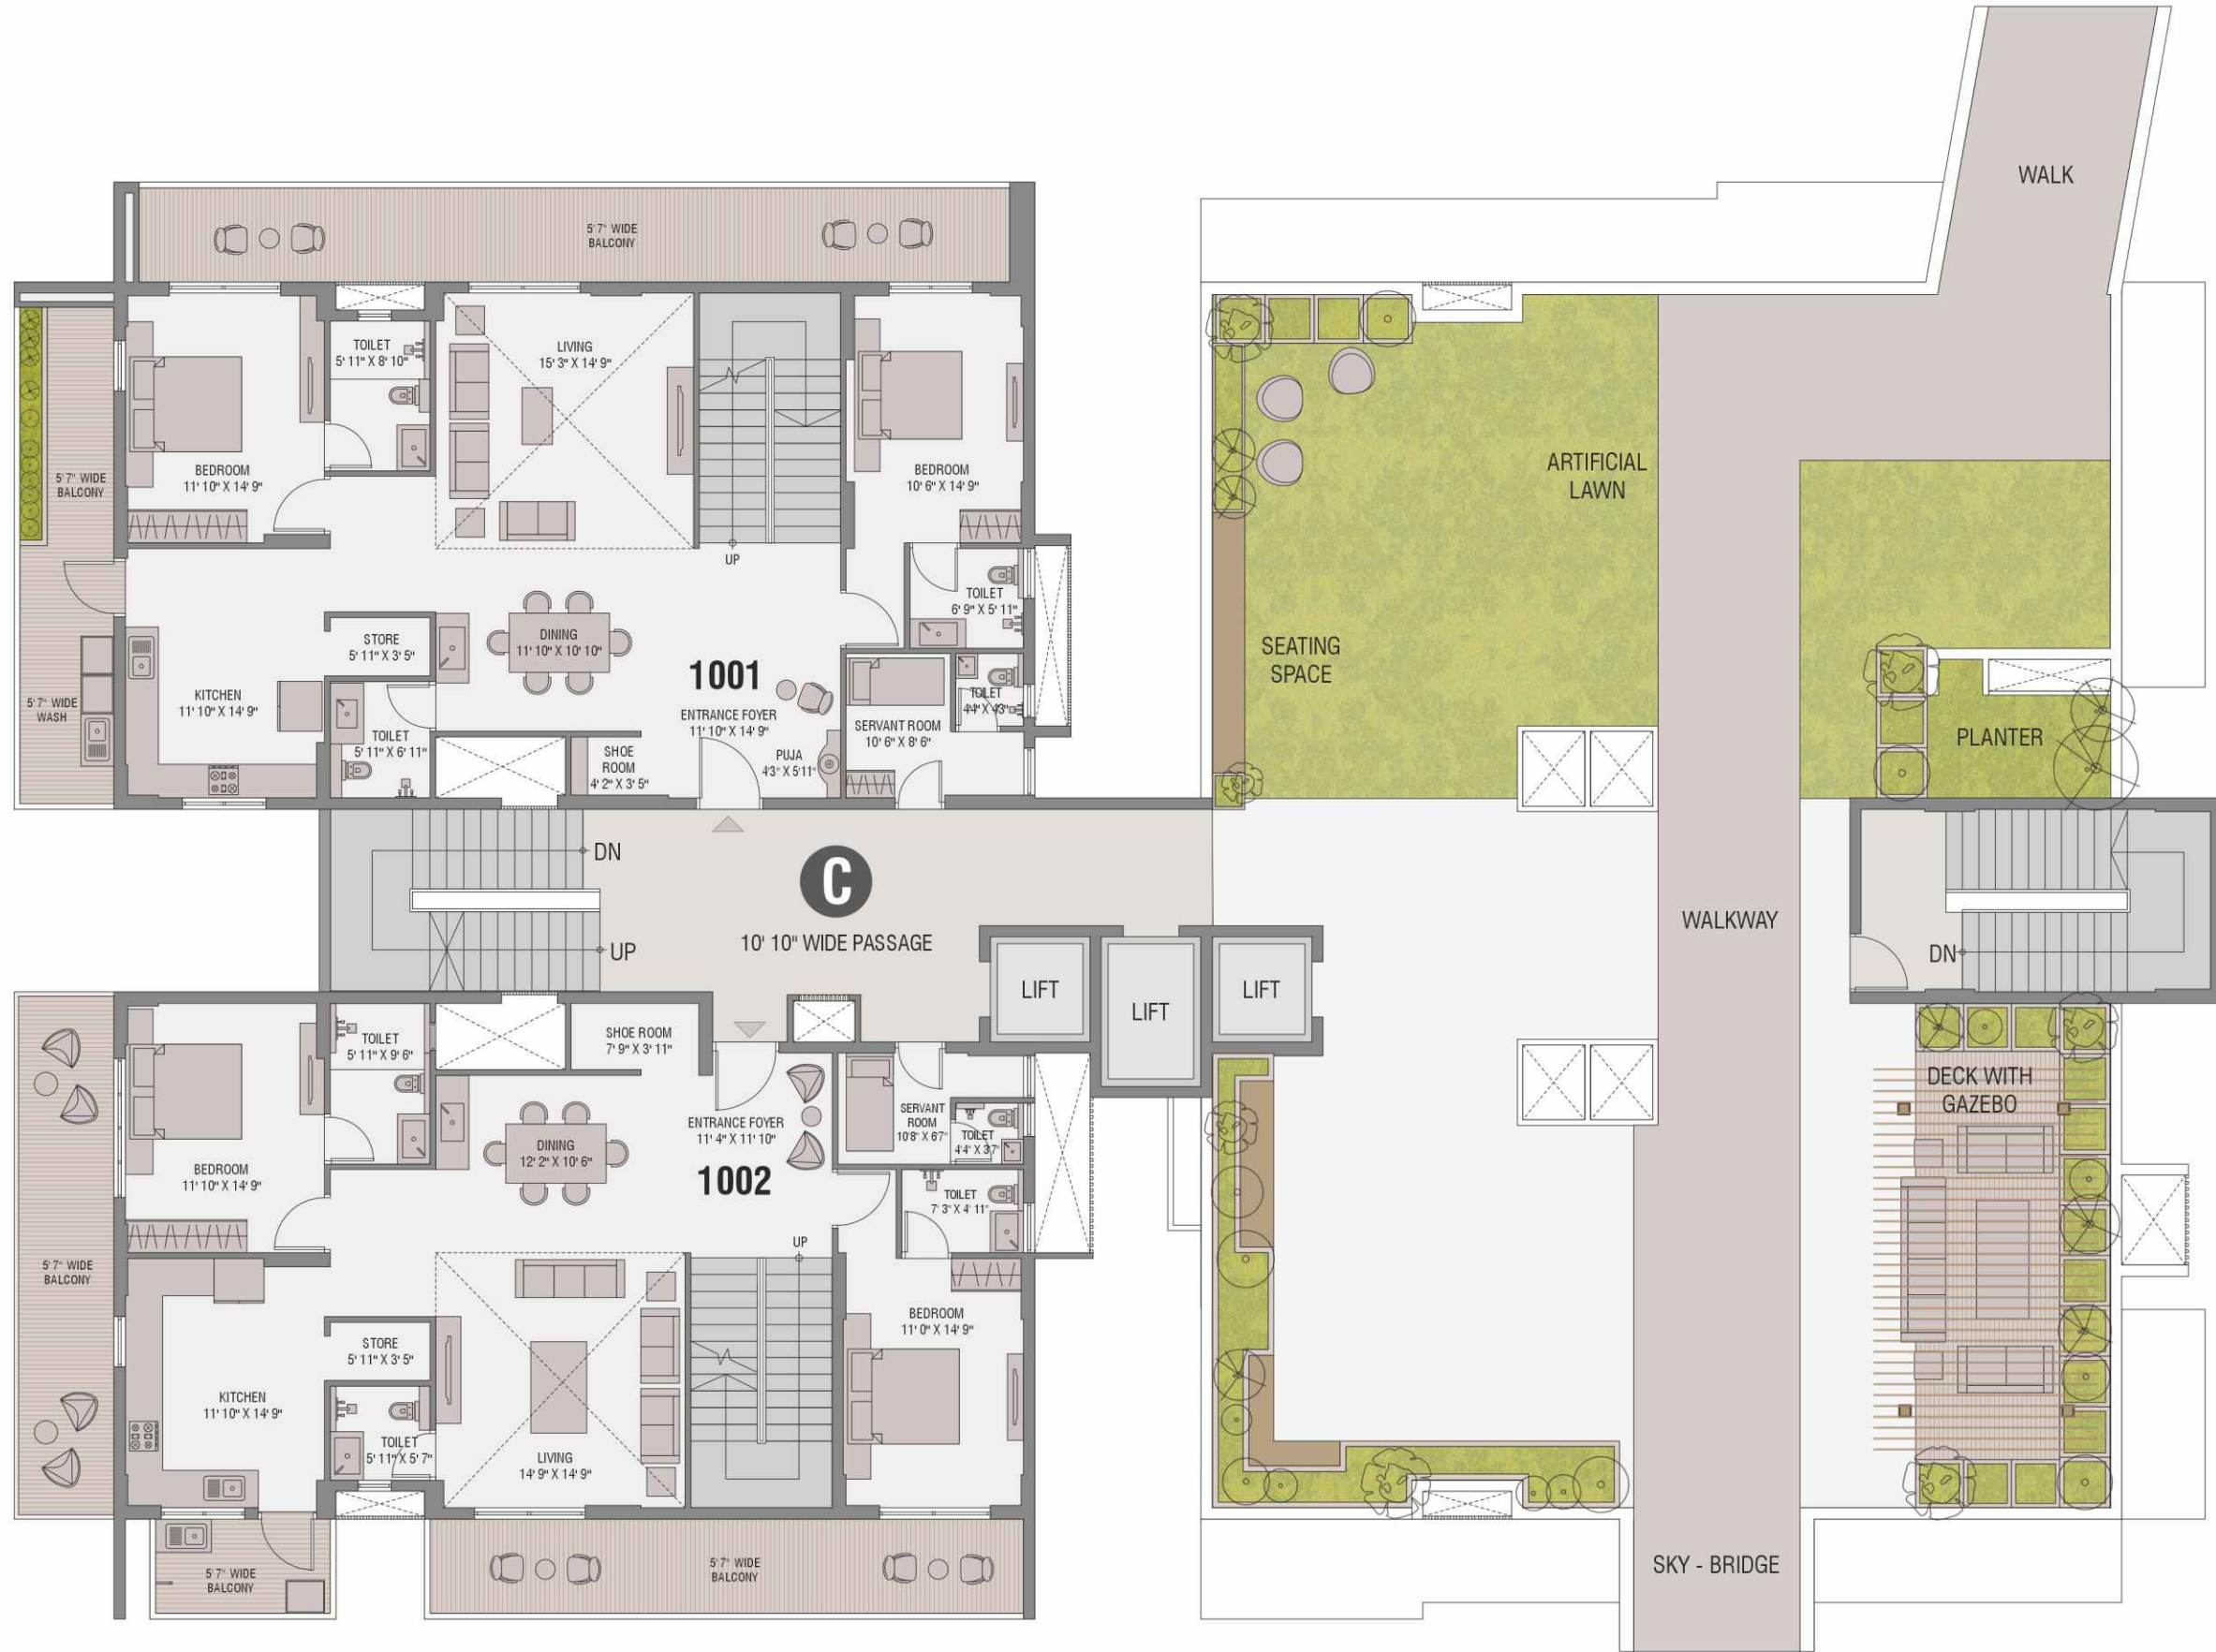 WALK
5' 7" WIDE
BALCONY
TOILET
5' 11" X 8' 10"
LIVING
15' 3" X 14' 9"
BEDROOM
11' 10" X 14' 9"
BEDROOM
10' 6" X 14' 9"
5' 7" WIDE
BALCONY
UP
TOILET
6' 9" X 5' 11"
STORE
5' 11" X 3' 5"
DINING
11' 10" X 10' 10"
1001
ENTRANCE FOYER
11' 10" X 14' 9"
KITCHEN
11' 10" X 14' 9"
5' 7" WIDE
WASH
TOILET
5' 11" X 6' 11"
SHOE
ROOM
4' 2" X 3' 5"
PUJA
4'3" X 5'11"
SERVANT ROOM
10' 6" X 8' 6"
TOILET
4'4" X 4'3"
ARTIFICIAL
LAWN
SEATING
SPACE
PLANTER
DN
UP
C
10' 10" WIDE PASSAGE
LIFT
LIFT
LIFT
WALKWAY
DN
TOILET
5' 11" X 9' 6"
SHOE ROOM
7' 9" X 3' 11"
ENTRANCE FOYER
11' 4" X 11' 10"
1002
DINING
12' 2" X 10' 6"
SERVANT
ROOM
10'8" X 6'7"
TOILET
4'4" X 3'7"
BEDROOM
11' 10" X 14' 9"
TOILET
7' 3" X 4' 11"
UP
5' 7" WIDE
BALCONY
BEDROOM
11' 0" X 14' 9"
STORE
5' 11" X 3' 5"
KITCHEN
11' 10" X 14' 9"
TOILET
5' 11" X 5' 7"
LIVING
14' 9" X 14' 9"
5' 7" WIDE
BALCONY
5' 7" WIDE
BALCONY
DECK WITH
GAZEBO
SKY - BRIDGE